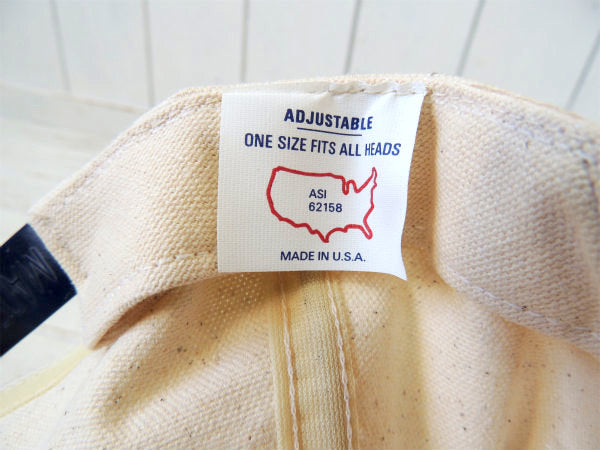 ADJUSTABLE
ONE SIZE FITS ALL HEADS
ASI
62158
MADE IN U.S.A.